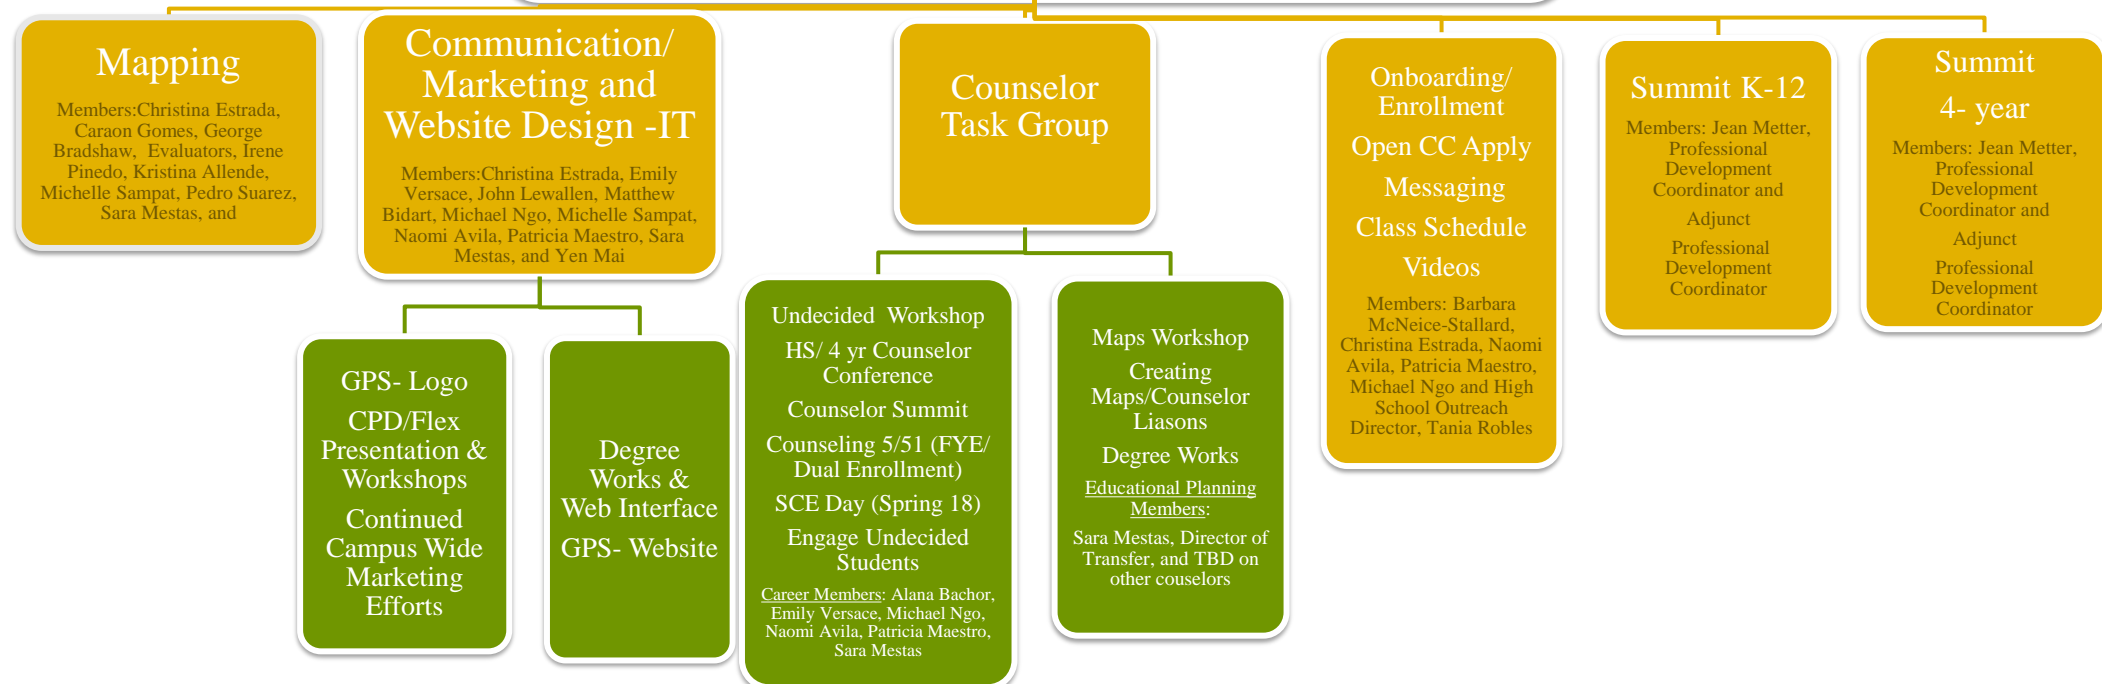 Mapping
Members:Christina Estrada,
Caraon Gomes, George
Bradshaw, Evaluators, Irene
Pinedo, Kristina Allende,
Michelle Sampat, Pedro Suarez,
Sara Mestas, and
Communication/
Marketing and
Website Design -IT
Members:Christina Estrada, Emily
Versace, John Lewallen, Matthew
Bidart, Michael Ngo, Michelle Sampat,
Naomi Avila, Patricia Maestro, Sara
Mestas, and Yen Mai
Counselor
Task Group
Onboarding/
Enrollment
Open CC Apply
Messaging
Class Schedule
Videos
Members: Barbara
McNeice-Stallard,
Christina Estrada, Naomi
Avila, Patricia Maestro,
Michael Ngo and High
School Outreach
Director, Tania Robles
Summit K-12
Members: Jean Metter,
Professional
Development
Coordinator and
Adjunct
Professional
Development
Coordinator
Summit
4- year
Members: Jean Metter,
Professional
Development
Coordinator and
Adjunct
Professional
Development
Coordinator
GPS- Logo
CPD/Flex
Presentation &
Workshops
Continued
Campus Wide
Marketing
Efforts
Degree
Works &
Web Interface
GPS- Website
Undecided Workshop
HS/ 4 yr Counselor
Conference
Counselor Summit
Counseling 5/51 (FYE/
Dual Enrollment)
SCE Day (Spring 18)
Engage Undecided
Students
Career Members: Alana Bachor,
Emily Versace, Michael Ngo,
Naomi Avila, Patricia Maestro,
Sara Mestas
Maps Workshop
Creating
Maps/Counselor
Liasons
Degree Works
Educational Planning
Members:
Sara Mestas, Director of
Transfer, and TBD on
other couselors